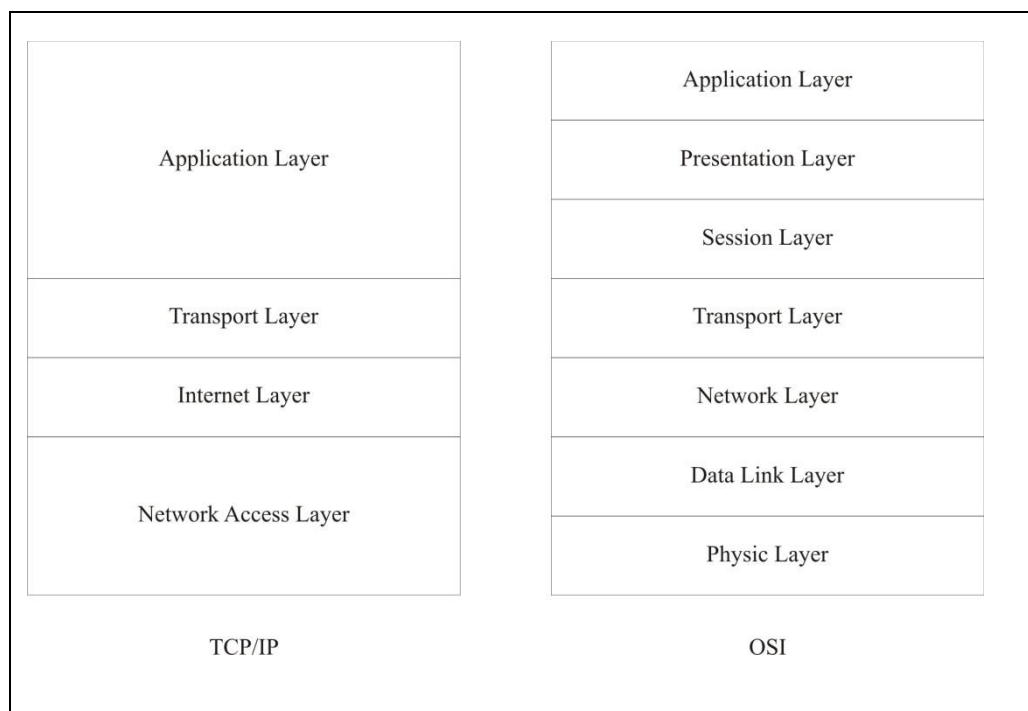 Application Layer
Transport Layer
Internet Layer
Network Access Layer
TCP/IP
Application Layer
Presentation Layer
Session Layer
Transport Layer
Network Layer
Data Link Layer
Physic Layer
OSI